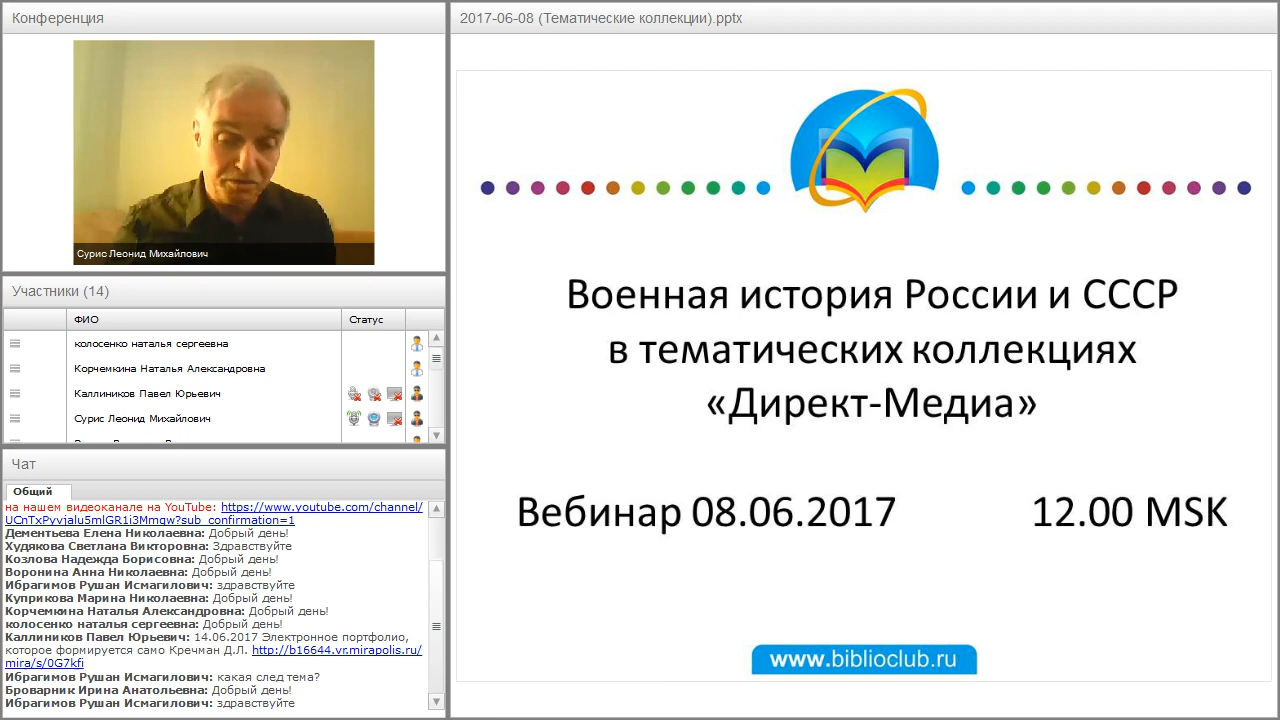 Конференция
Сурис Леонид Михайлович
Участники (14)
ФИО
Статус
колосенко наталья сергеевна
Корчемкина Наталья Александровна
Каллиников Павел Юрьевич
Сурис Леонид Михайлович
Чат
Общий
на нашем видеоканале на YouTube: https://www.youtube.com/channel/
UCnTxPyvjalu5mlGR1i3Mmqw?sub_confirmation=1
Дементьева Елена Николаевна: Добрый день!
Худякова Светлана Викторовна: Здравствуйте
Козлова Надежда Борисовна: Добрый день!
Воронина Анна Николаевна: Добрый день!
Ибрагимов Рушан Исмагилович: здравствуйте
Куприкова Марина Николаевна: Добрый день!
Корчемкина Наталья Александровна: Добрый день!
колосенко наталья сергеевна: Добрый день!
Каллиников Павел Юрьевич: 14.06.2017 Электронное портфолио,
которое формируется само Кречман Д.Л. http://b16644.vr.mirapolis.ru/
mira/s/0G7kfi
Ибрагимов Рушан Исмагилович: какая след тема?
Броварник Ирина Анатольевна: Добрый день!
Ибрагимов Рушан Исмагилович: здравствуйте
2017-06-08 (Тематические коллекции).pptx
Военная история России и СССР
в тематических коллекциях
«Директ-Медиа»
Вебинар 08.06.2017 12.00 MSK
www.biblioclub.ru